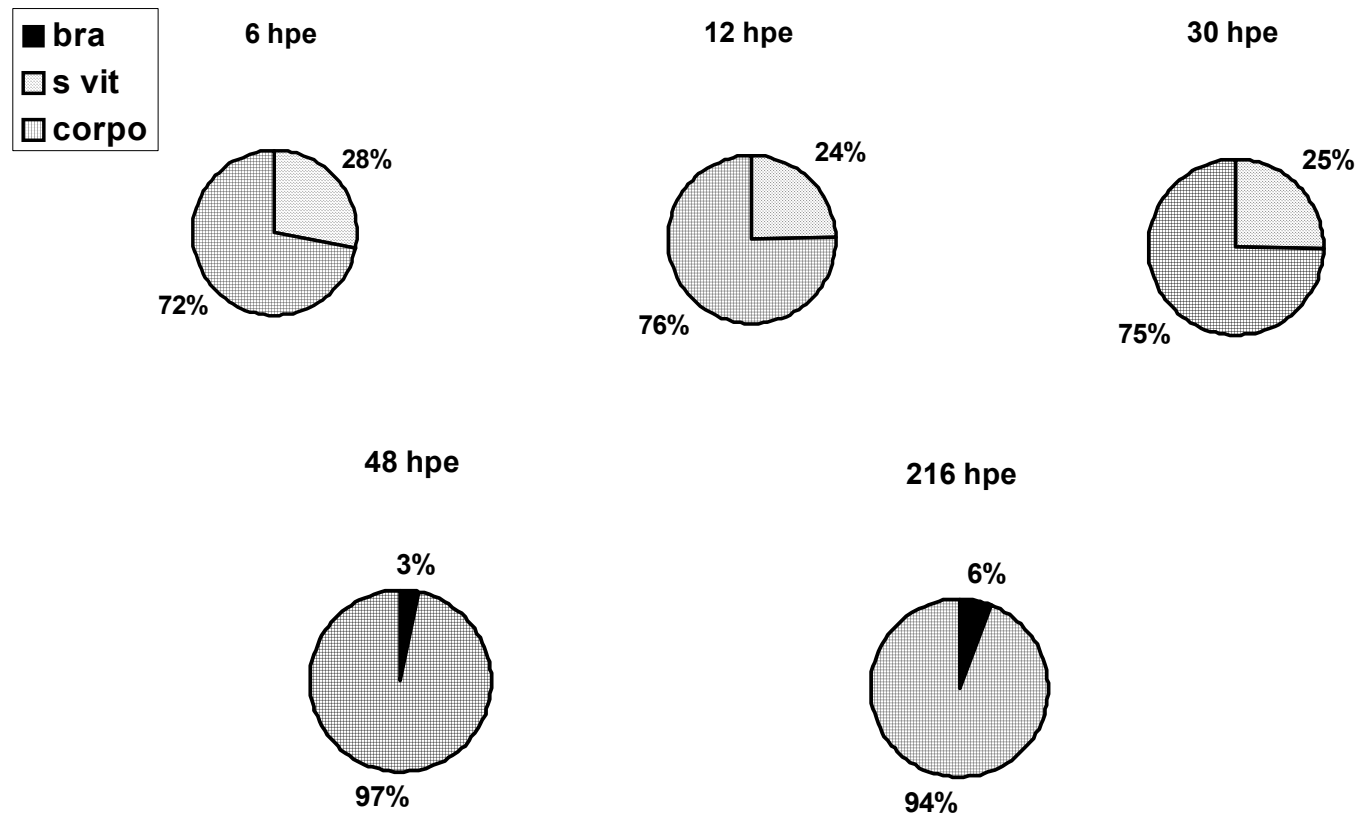 bra
s vit
corpo
6 hpe
12 hpe
30 hpe
28%
72%
24%
76%
25%
75%
48 hpe
216 hpe
3%
97%
6%
94%